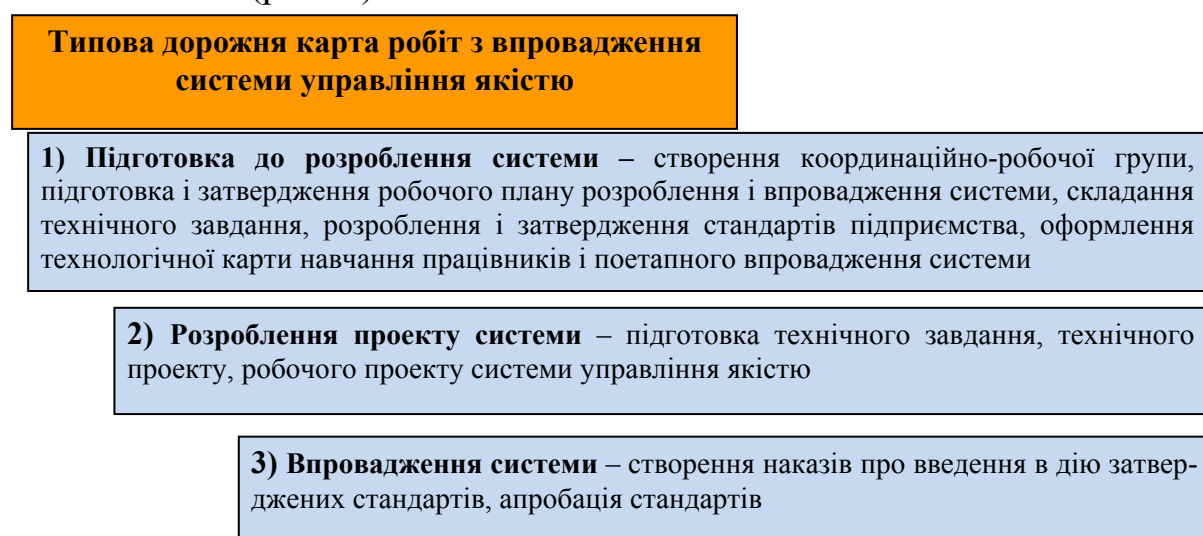 Типова дорожня карта робіт з впровадження
системи управління якістю
1) Підготовка до розроблення системи – створення координаційно-робочої групи,
підготовка і затвердження робочого плану розроблення і впровадження системи, складання
технічного завдання, розроблення і затвердження стандартів підприємства, оформлення
технологічної карти навчання працівників і поетапного впровадження системи
2) Розроблення проекту системи – підготовка технічного завдання, технічного
проекту, робочого проекту системи управління якістю
3) Впровадження системи – створення наказів про введення в дію затвер-
джених стандартів, апробація стандартів